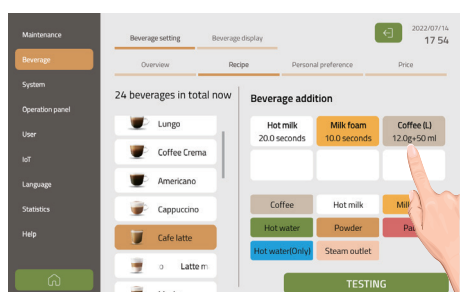 Maintenance
Beverage
System
Operation panel
User
IoT
Language
Statistics
Help
Beverage setting
Beverage display
2022/07/14
17 54
Overview
Recipe
Personal preference
Price
24 beverages in total now
Lungo
Coffee Crema
Americano
Cappuccino
Cafe latte
Latte m
Beverage addition
Hot milk
20.0 seconds
Milk foam
10.0 seconds
Coffee (L)
12.0g+50 ml
Coffee
Hot milk
Mil
Hot water
Powder
Pau
Hot water(Only)
Steam outlet
TESTING